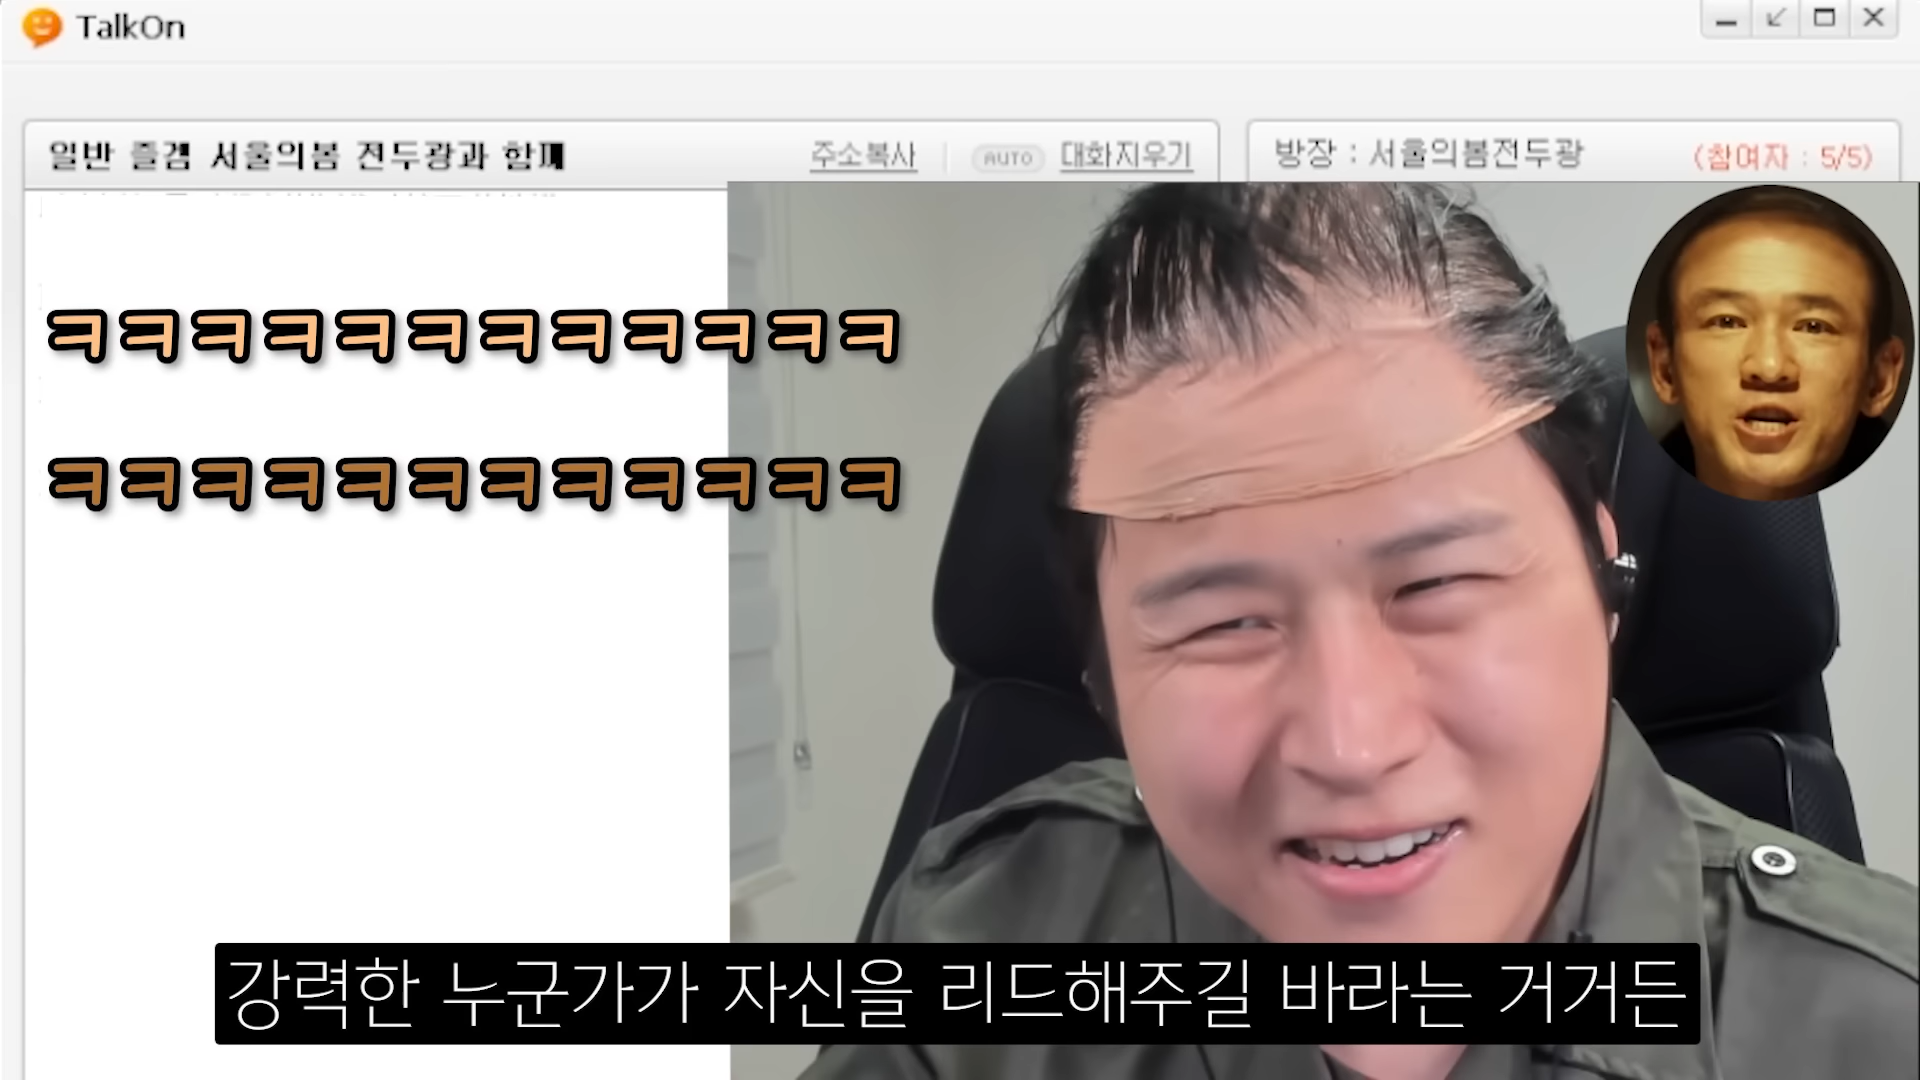 TalkOn
일반 즐겜 서울의봄 전두광과 함께
주소복사
AUTO
대화지우기
방장 : 서울의봄전두광
(참여자 : 5/5)
ㅋㅋㅋㅋㅋㅋㅋㅋㅋㅋㅋㅋ
ㅋㅋㅋㅋㅋㅋㅋㅋㅋㅋㅋㅋ
강력한 누군가가 자신을 리드해주길 바라는 거거든